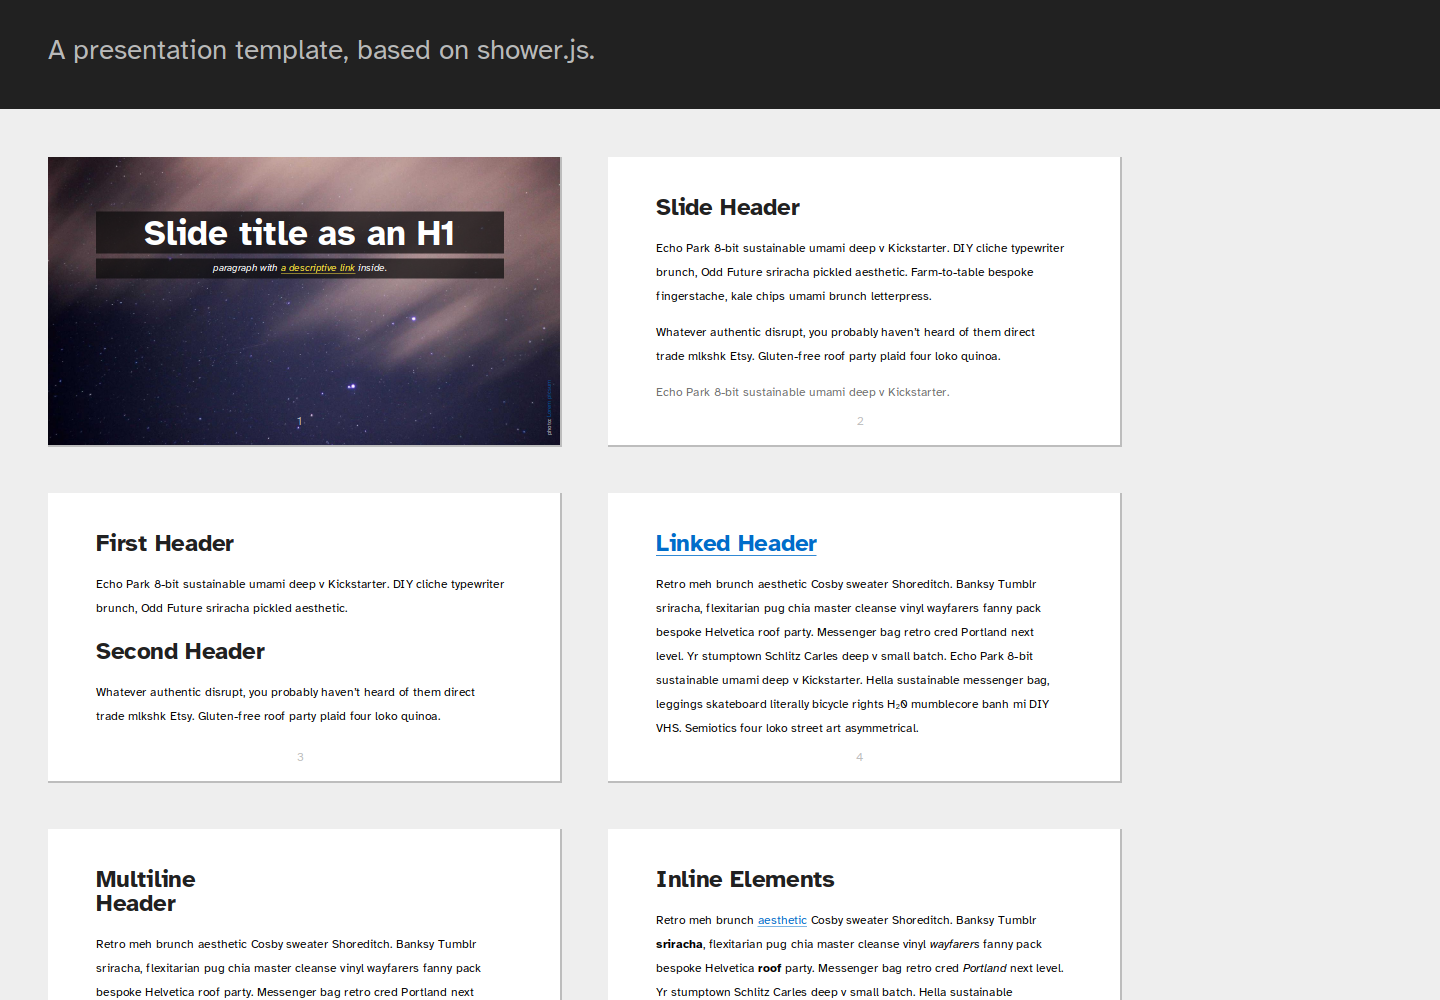 A presentation template, based on shower.js.
Slide title as an H1
paragraph with a descriptive link inside.
photo:
1
Slide Header
Echo Park 8-bit sustainable umami deep v Kickstarter. DIY cliche typewriter
brunch, Odd Future sriracha pickled aesthetic. Farm-to-table bespoke
fingerstache, kale chips umami brunch letterpress.
Whatever authentic disrupt, you probably haven't heard of them direct
trade mlkshk Etsy. Gluten-free roof party plaid four loko quinoa.
Echo Park 8-bit sustainable umami deep v Kickstarter.
2
First Header
Echo Park 8-bit sustainable umami deep v Kickstarter. DIY cliche typewriter
brunch, Odd Future sriracha pickled aesthetic.
Second Header
Whatever authentic disrupt, you probably haven't heard of them direct
trade mlkshk Etsy. Gluten-free roof party plaid four loko quinoa.
3
Linked Header
Retro meh brunch aesthetic Cosby sweater Shoreditch. Banksy Tumblr
sriracha, flexitarian pug chia master cleanse vinyl wayfarers fanny pack
bespoke Helvetica roof party. Messenger bag retro cred Portland next
level. Yr stumptown Schlitz Carles deep v small batch. Echo Park 8-bit
sustainable umami deep v Kickstarter. Hella sustainable messenger bag,
leggings skateboard literally bicycle rights H₂0 mumblecore banh mi DIY
VHS. Semiotics four loko street art asymmetrical.
4
Multiline
Header
Retro meh brunch aesthetic Cosby sweater Shoreditch. Banksy Tumblr
sriracha, flexitarian pug chia master cleanse vinyl wayfarers fanny pack
bespoke Helvetica roof party. Messenger bag retro cred Portland next
Inline Elements
Retro meh brunch aesthetic Cosby sweater Shoreditch. Banksy Tumblr
sriracha, flexitarian pug chia master cleanse vinyl wayfarers fanny pack
bespoke Helvetica roof party. Messenger bag retro cred Portland next level.
Yr stumptown Schlitz Carles deep v small batch. Hella sustainable